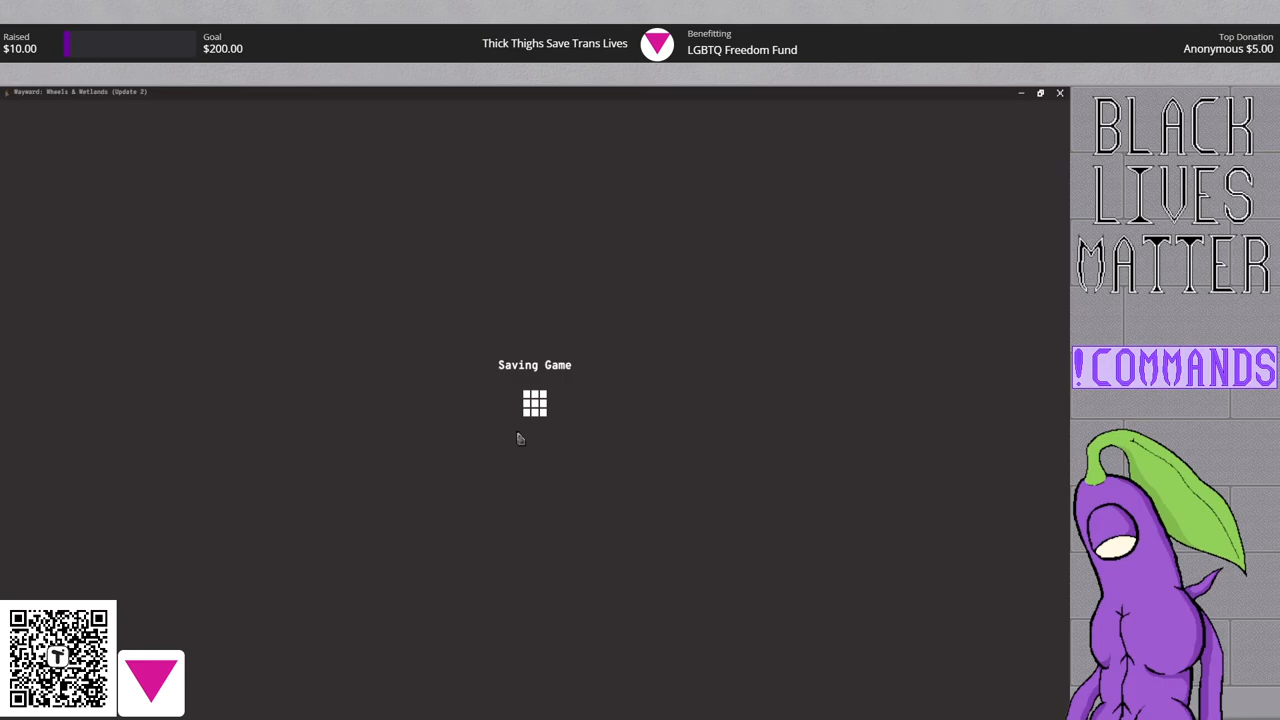 Raised
$10.00
Goal
$200.00
Thick Thighs Save Trans Lives
Benefitting
LGBTQ Freedom Fund
Top Donation
Anonymous $5.00
Wayward: Wheels & Wetlands (Update 2)
BLACK
LIVES
MATTER
Saving Game
!COMMANDS
T